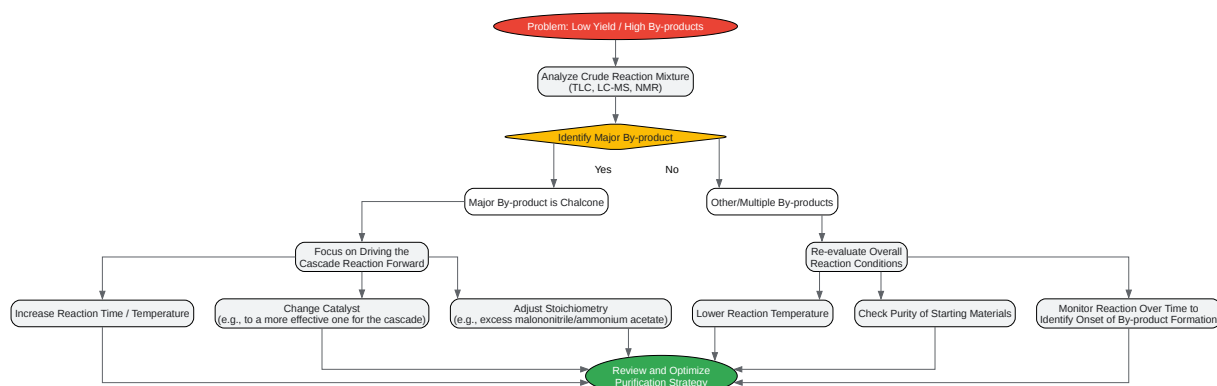 Problem: Low Yield / High By-products
Analyze Crude Reaction Mixture
(TLC, LC-MS, NMR)
Identify Major By-product
Yes
No
Major By-product is Chalcone
Other/Multiple By-products
Focus on Driving the
Cascade Reaction Forward
Re-evaluate Overall
Reaction Conditions
Increase Reaction Time / Temperature
Change Catalyst
(e.g., to a more effective one for the cascade)
Adjust Stoichiometry
(e.g., excess malononitrile/ammonium acetate)
Lower Reaction Temperature
Check Purity of Starting Materials
Monitor Reaction Over Time to
Identify Onset of By-product Formation
Review and Optimize
Purification Strategy